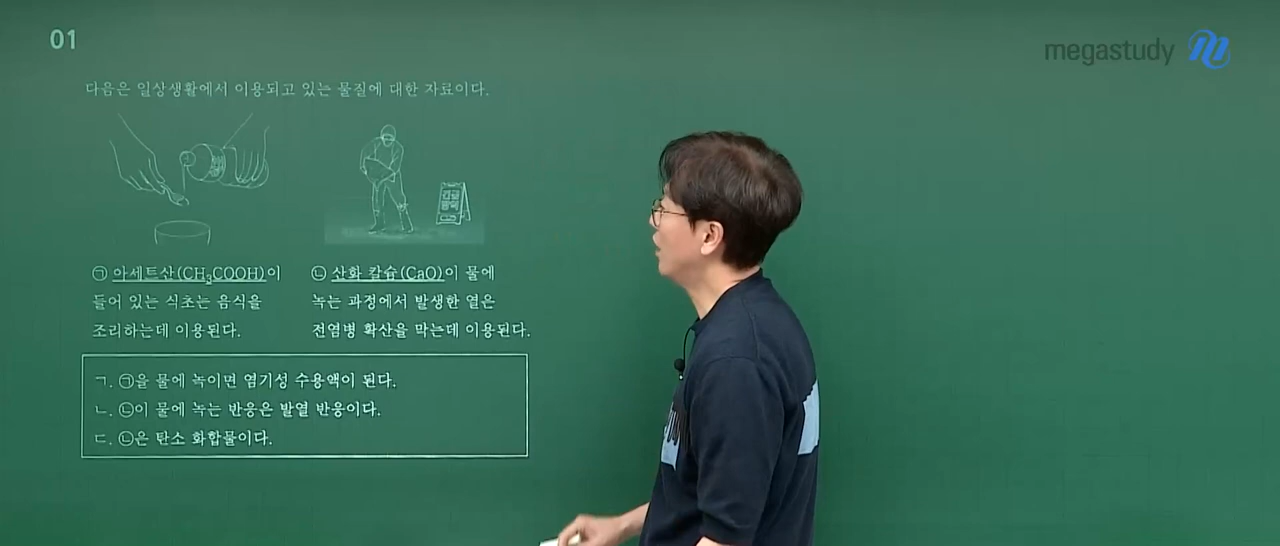 01
megastudy
다음은 일상생활에서 이용되고 있는 물질에 대한 자료이다.
긴급
방역
㉠ 아세트산(CH₃COOH)이
들어 있는 식초는 음식을
조리하는데 이용된다.
㉡ 산화 칼슘(CaO)이 물에
녹는 과정에서 발생한 열은
전염병 확산을 막는데 이용된다.
ㄱ. ㉠을 물에 녹이면 염기성 수용액이 된다.
ㄴ. ㉡이 물에 녹는 반응은 발열 반응이다.
ㄷ. ㉡은 탄소 화합물이다.